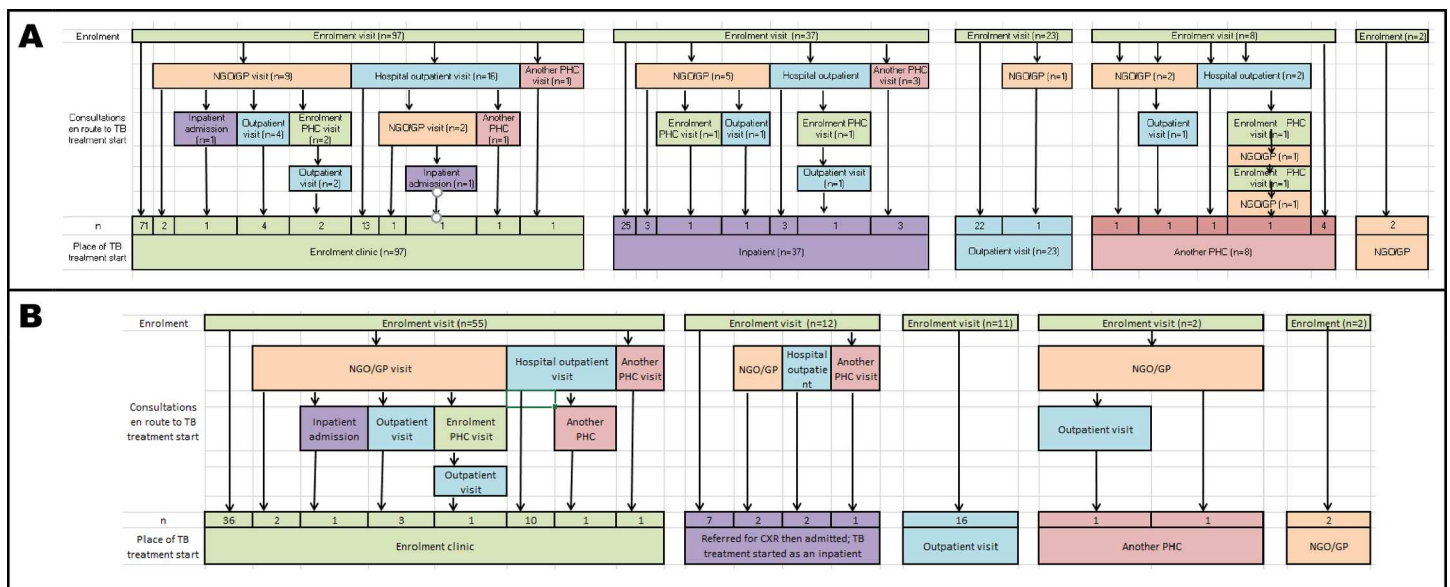 A
Enrolment
Enrolment visit (n=97)
Enrolment visit (n=37)
Enrolment visit (n=23)
Enrolment visit (n=8)
Enrolment (n=2)
Consultations
en route to TB
treatment start
NGO/GP visit (n=9)
Hospital outpatient visit (n=16)
Another PHC
visit (n=1)
NGO/GP visit (n=5)
Hospital outpatient
Another PHC
visit (n=3)
NGO/GP (n=1)
NGO/GP visit (n=2)
Hospital outpatient (n=2)
Inpatient
admission
(n=1)
Outpatient
visit (n=4)
Enrolment
PHC visit
(n=2)
NGO/GP visit (n=2)
Another
PHC
(n=1)
Enrolment
PHC visit (n=1)
Outpatient
visit (n=1)
Enrolment PHC
visit (n=1)
Outpatient
visit (n=1)
Enrolment PHC
visit (n=1)
NGO/GP (n=1)
Outpatient
visit (n=2)
Inpatient
admission (n=1)
Outpatient
visit (n=1)
Enrolment PHC
visit (n=1)
NGO/GP (n=1)
n
71 2 1 4 2 13 1 1 1 1
25 3 1 1 3 1 3
22 1
1 1 1 1 4
2
Place of TB
treatment start
Enrolment clinic (n=97)
Inpatient (n=37)
Outpatient visit (n=23)
Another PHC (n=8)
NGO/GP
B
Enrolment
Enrolment visit (n=55)
Enrolment visit (n=12)
Enrolment visit (n=11)
Enrolment visit (n=2)
Enrolment (n=2)
Consultations
en route to TB
treatment start
NGO/GP visit
Hospital outpatient
visit
Another
PHC visit
NGO/GP
Hospital
outpatie
nt
Another
PHC visit
NGO/GP
Inpatient
admission
Outpatient
visit
Enrolment
PHC visit
Another
PHC
Outpatient visit
Outpatient
visit
n
36 2 1 3 1 10 1 1
7 2 2 1
16
1 1
2
Place of TB
treatment start
Enrolment clinic
Referred for CXR then admitted; TB
treatment started as an inpatient
Outpatient visit
Another PHC
NGO/GP